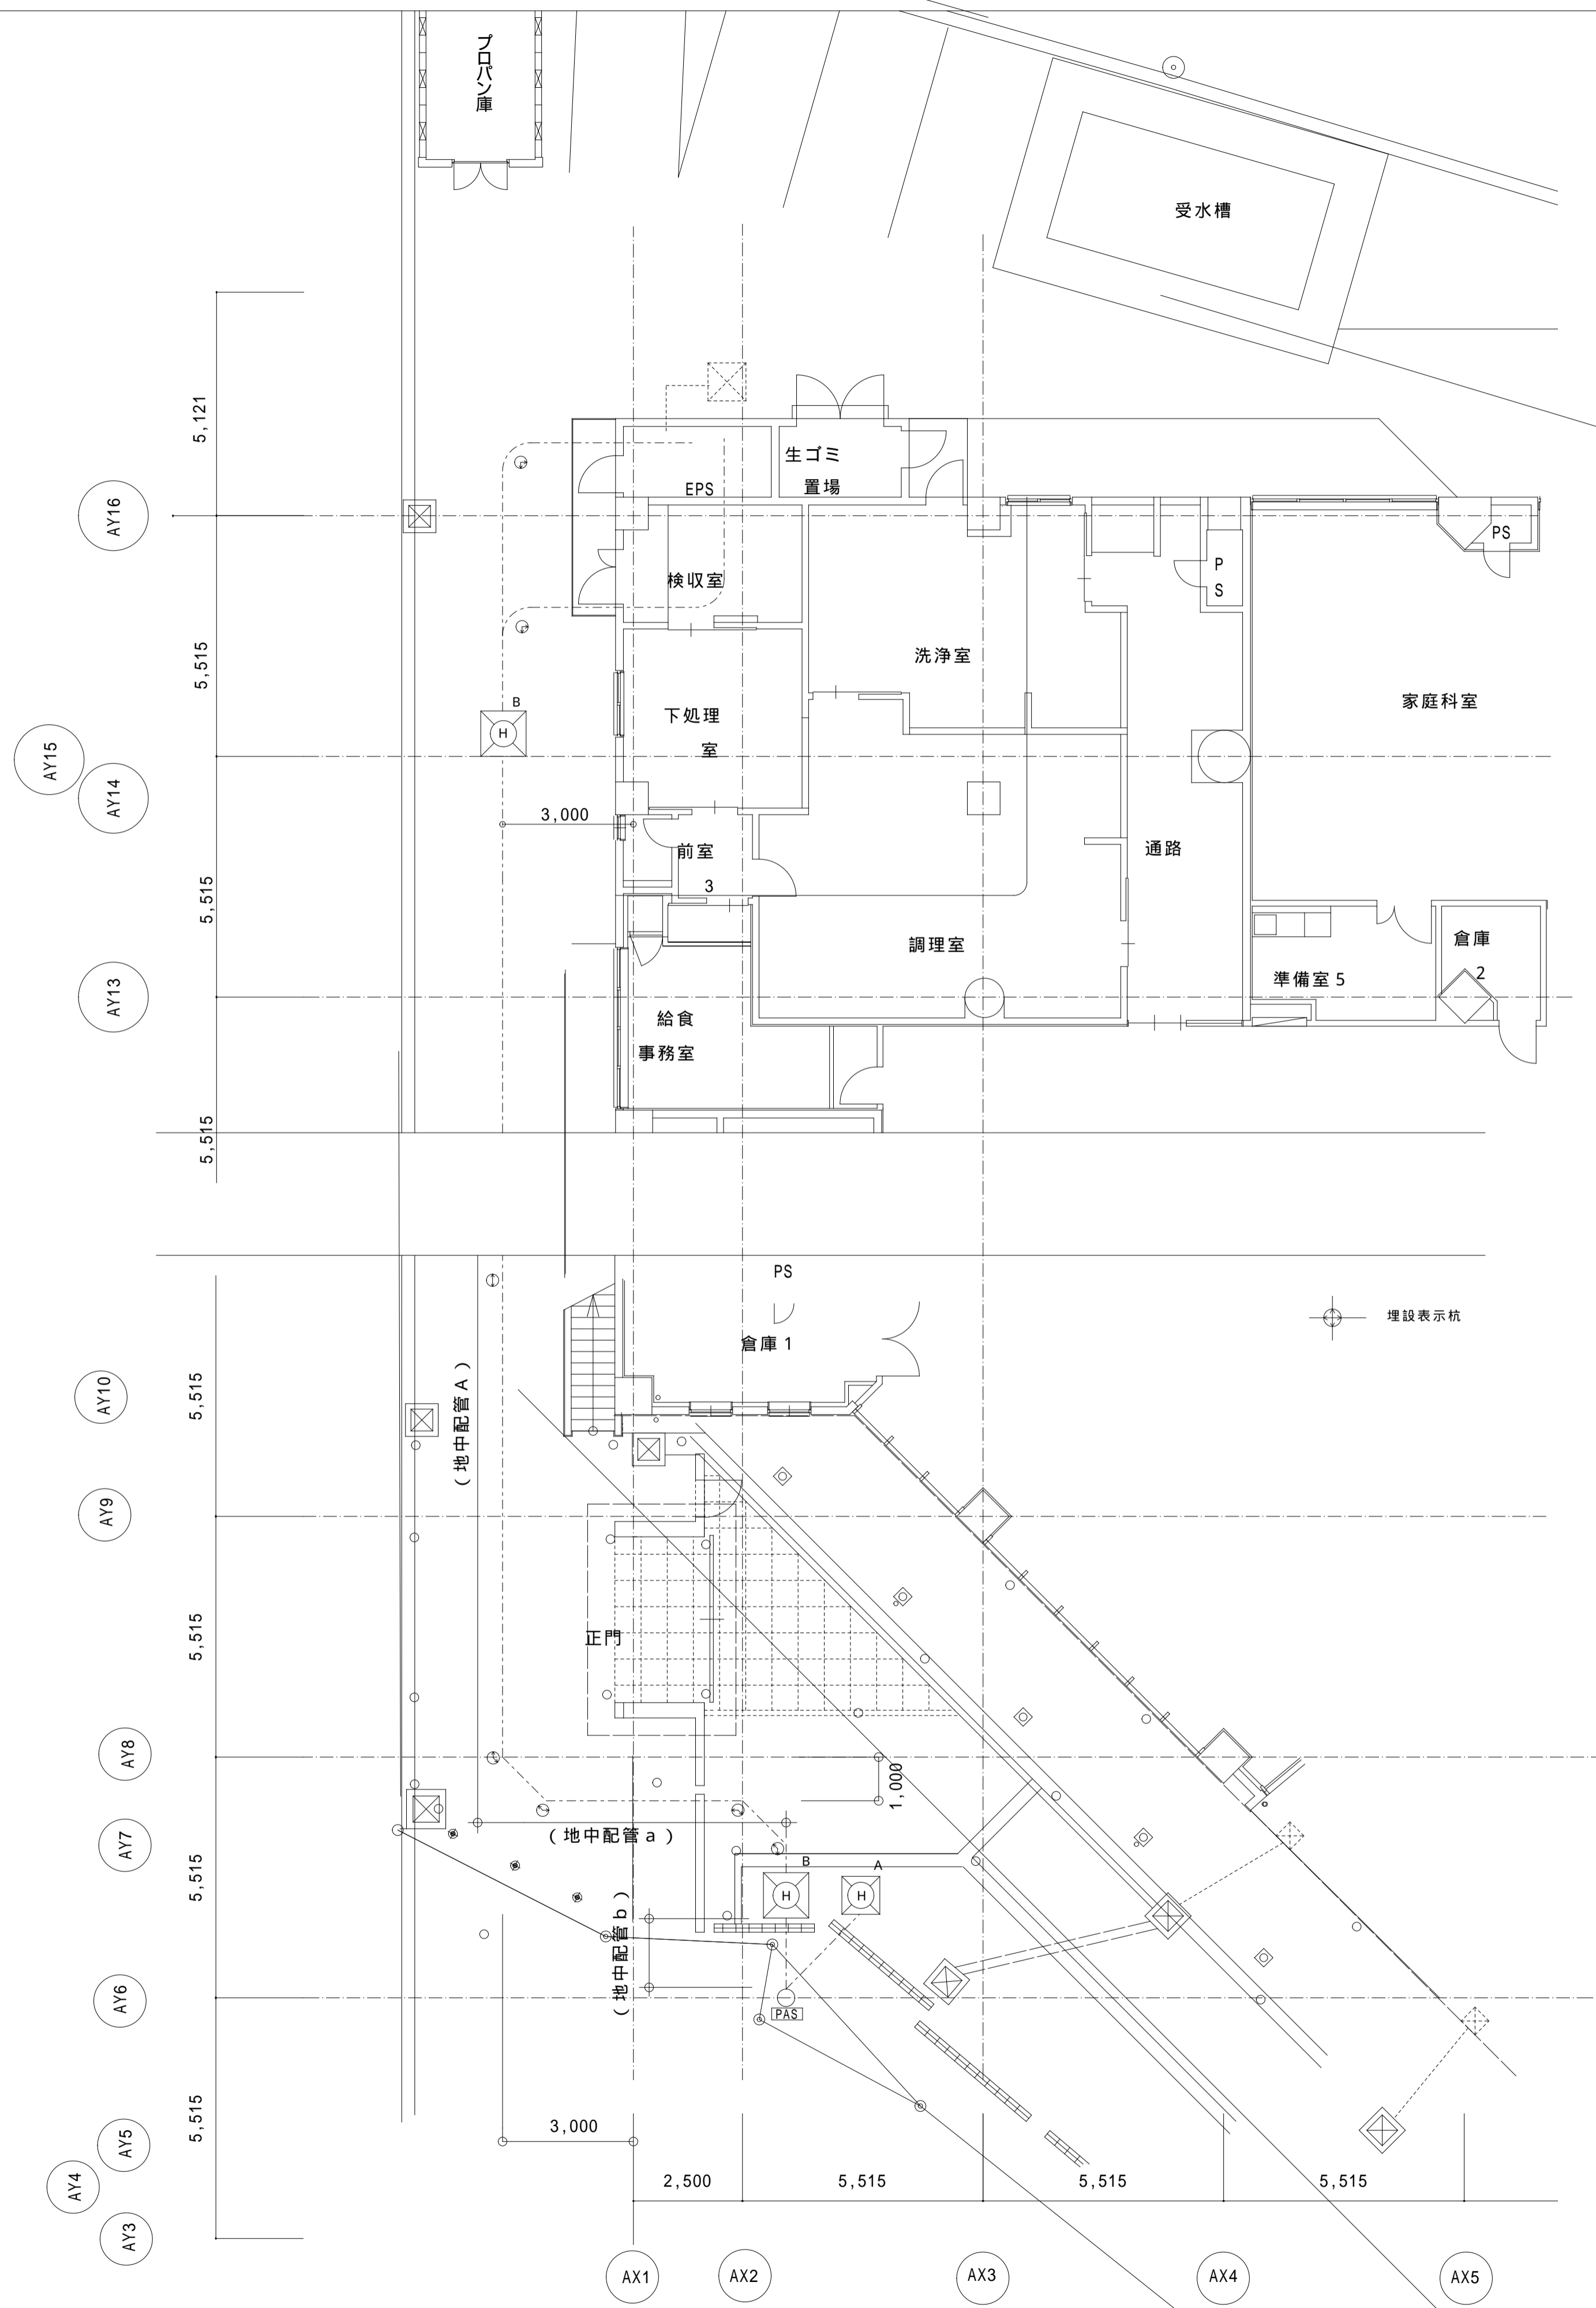 プロパン庫
受水槽
5,121
生ゴミ
置場
EPS
AY16
PS
検収室
P
S
5,515
洗浄室
家庭科室
B
下処理
室
H
AY15
AY14
3,000
前室
3
通路
5,515
調理室
倉庫
2
準備室5
AY13
給食
事務室
5,515
PS
埋設表示杭
倉庫1
AY10
5,515
(地中配管A)
AY9
5,515
正門
AY8
1,000
(地中配管a)
AY7
5,515
B
A
H
H
(地中配管b)
AY6
PAS
5,515
3,000
AY5
AY4
2,500
5,515
5,515
5,515
AY3
AX1
AX2
AX3
AX4
AX5